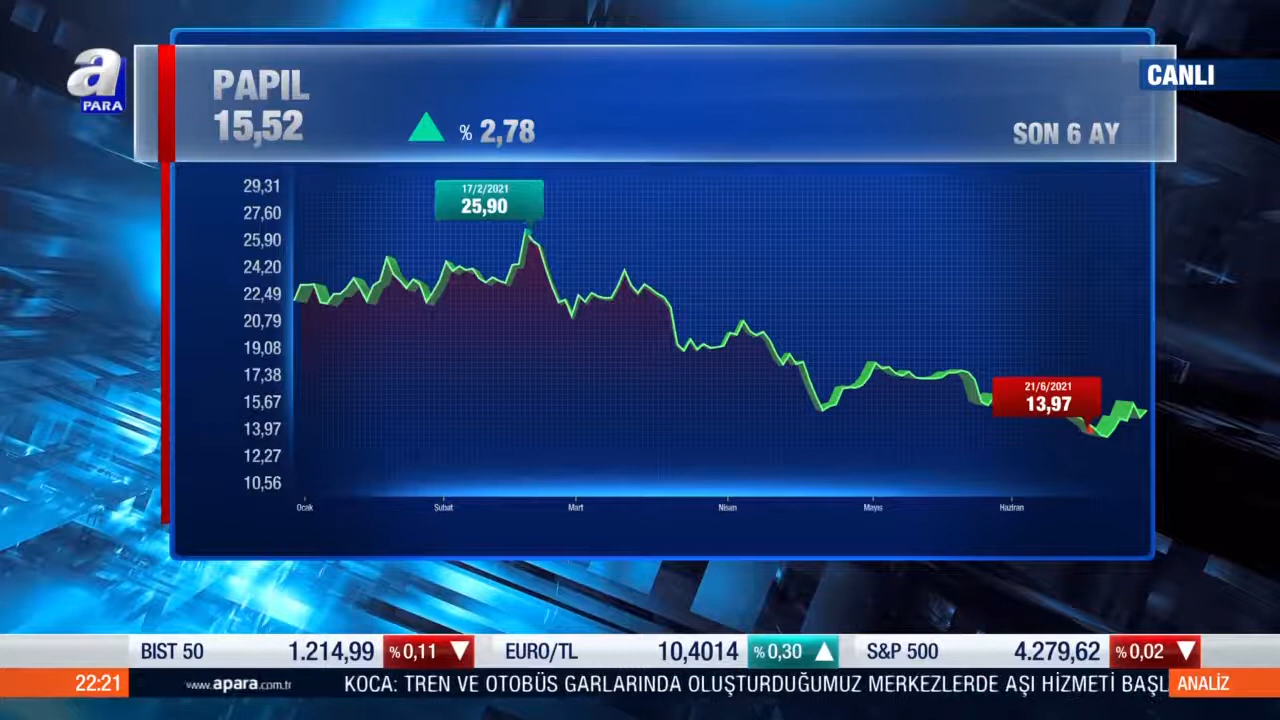 a
PARA
CANLI
PAPIL
15,52
% 2,78
SON 6 AY
29,31
27,60
25,90
24,20
22,49
20,79
19,08
17,38
15,67
13,97
12,27
10,56
17/2/2021
25,90
21/6/2021
13,97
Ocak Şubat Mart Nisan Mayıs Haziran
BIST 50 1.214,99 % 0,11 EURO/TL 10,4014 % 0,30 S&P 500 4.279,62 % 0,02
22:21 www.apara.com.tr KOCA: TREN VE OTOBÜS GARLARINDA OLUŞTURDUĞUMUZ MERKEZLERDE AŞI HİZMETİ BAŞL ANALİZ